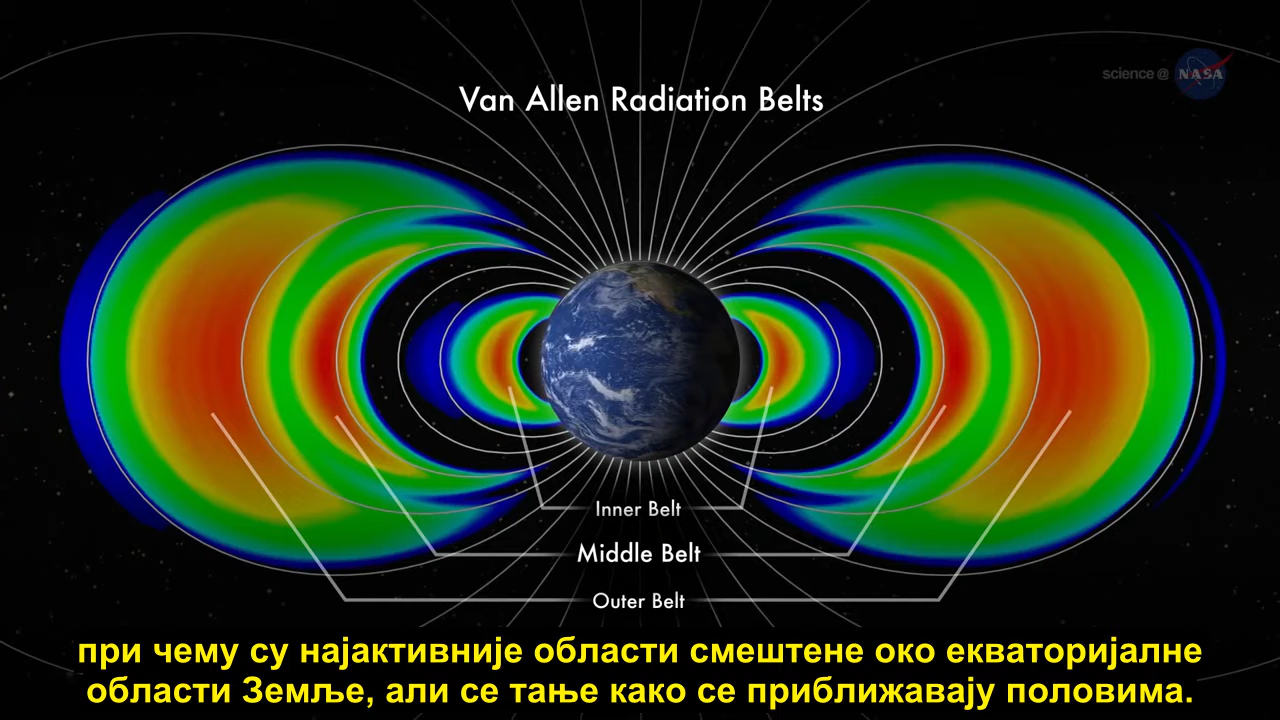 science @ NASA
Van Allen Radiation Belts
Inner Belt
Middle Belt
Outer Belt
при чему су најактивније области смештене око екваторијалне
области Земље, али се тање како се приближавају половима.